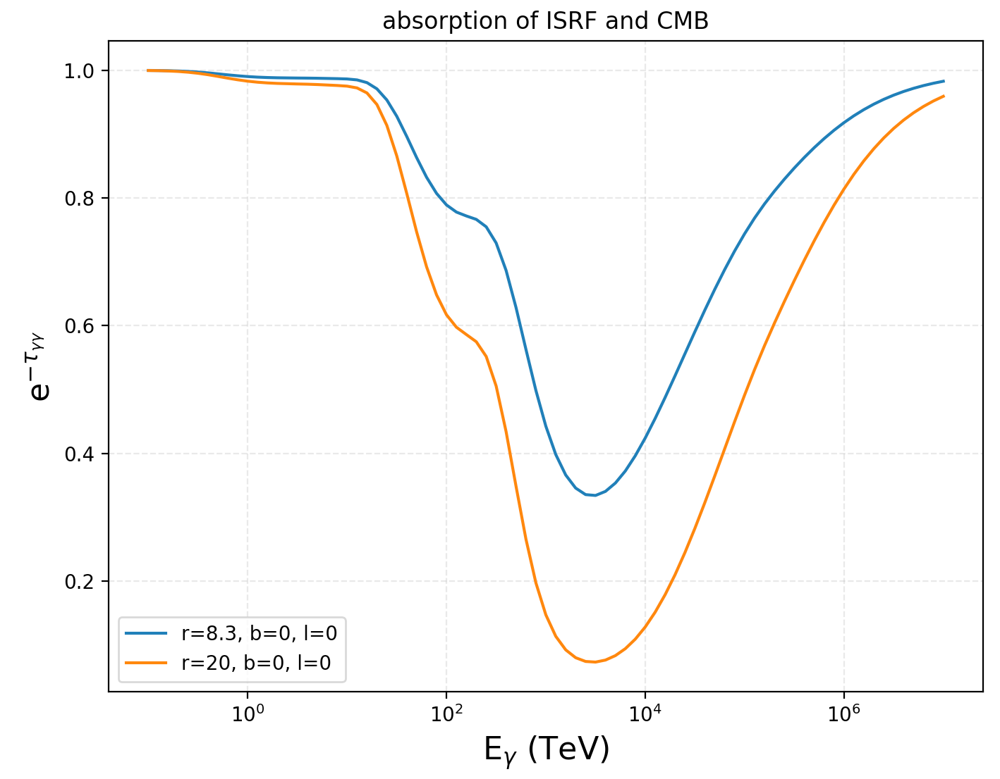 absorption of ISRF and CMB
1.0
0.8
0.6
0.4
0.2
e^{-τ_{γγ}}
r=8.3, b=0, l=0
r=20, b=0, l=0
10^0 10^2 10^4 10^6
E_γ (TeV)